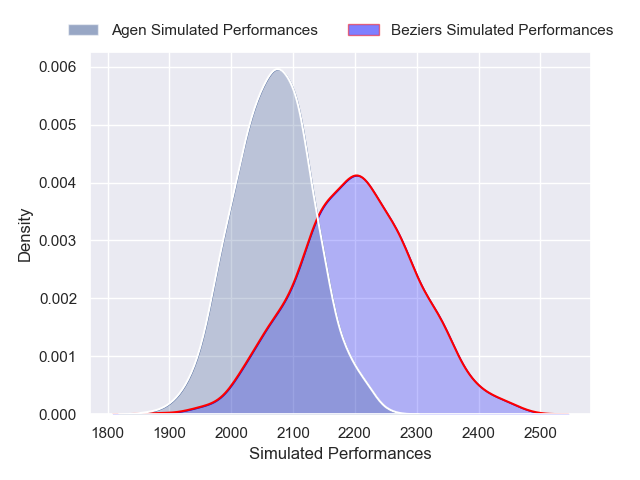 Agen Simulated Performances Beziers Simulated Performances
0.006
0.005
0.004
0.003
0.002
0.001
0.000
Density
1800 1900 2000 2100 2200 2300 2400 2500
Simulated Performances